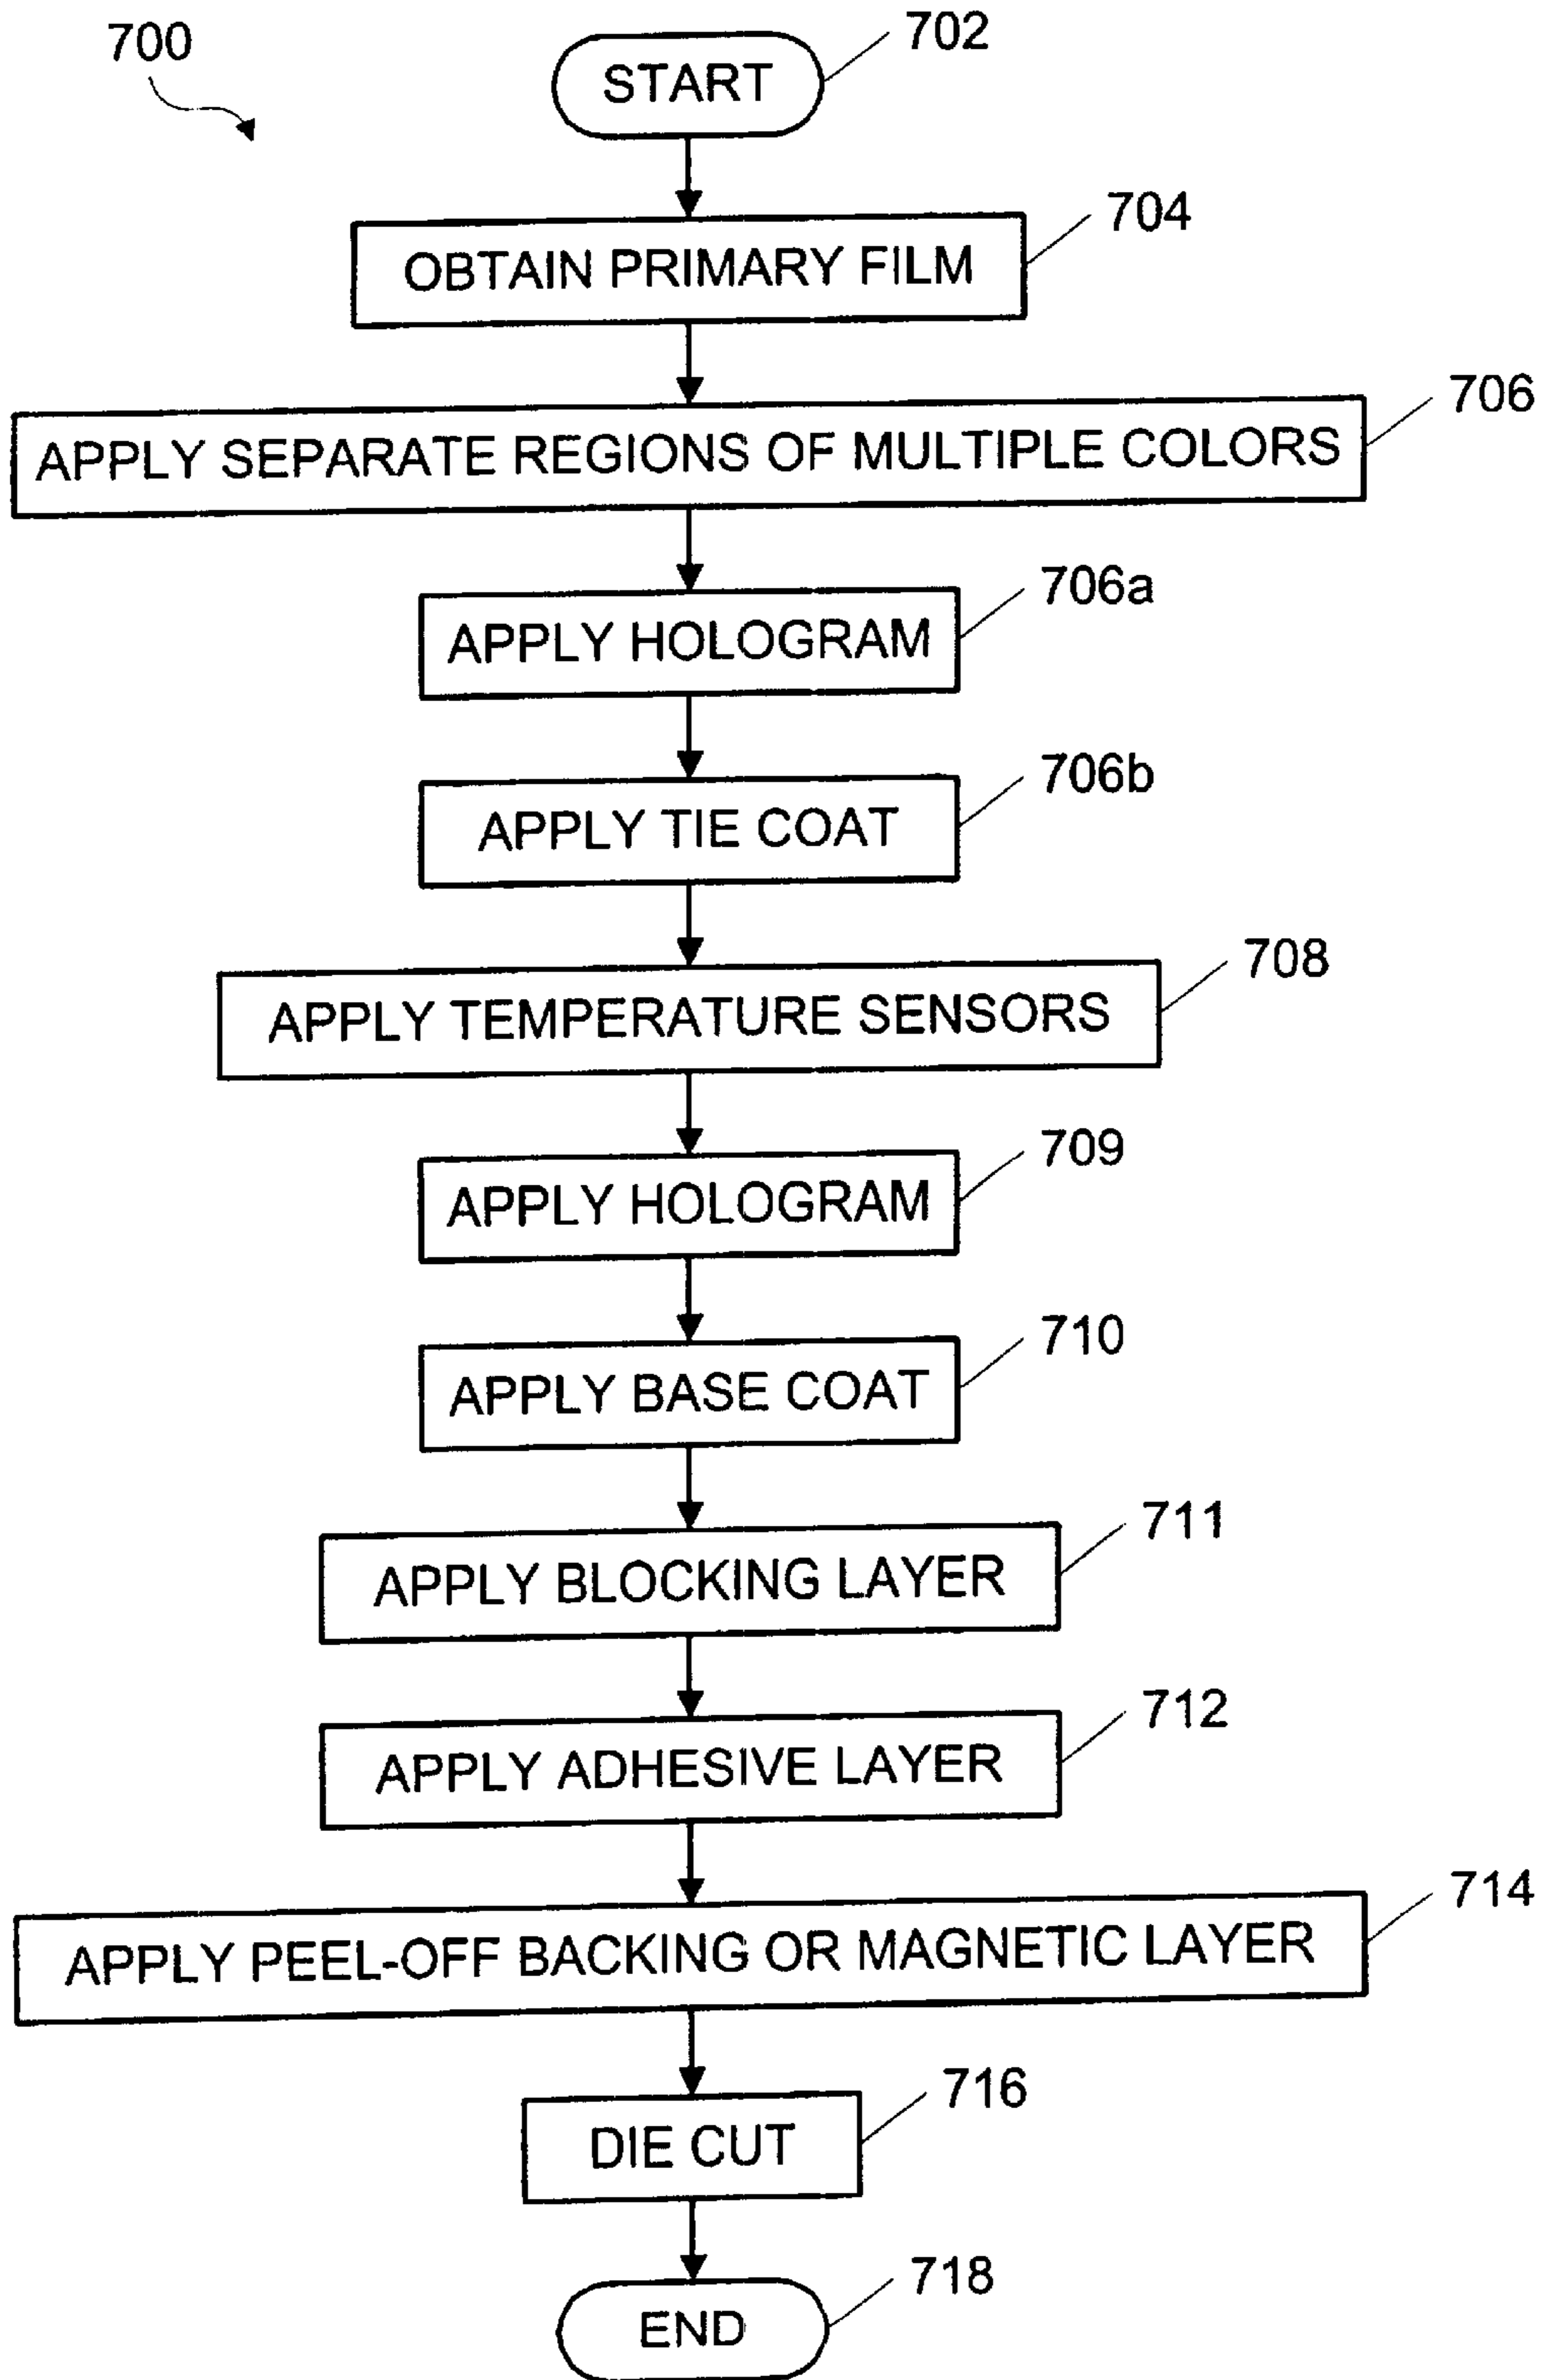 700
702
START
704
OBTAIN PRIMARY FILM
706
APPLY SEPARATE REGIONS OF MULTIPLE COLORS
706a
APPLY HOLOGRAM
706b
APPLY TIE COAT
708
APPLY TEMPERATURE SENSORS
709
APPLY HOLOGRAM
710
APPLY BASE COAT
711
APPLY BLOCKING LAYER
712
APPLY ADHESIVE LAYER
714
APPLY PEEL-OFF BACKING OR MAGNETIC LAYER
716
DIE CUT
718
END